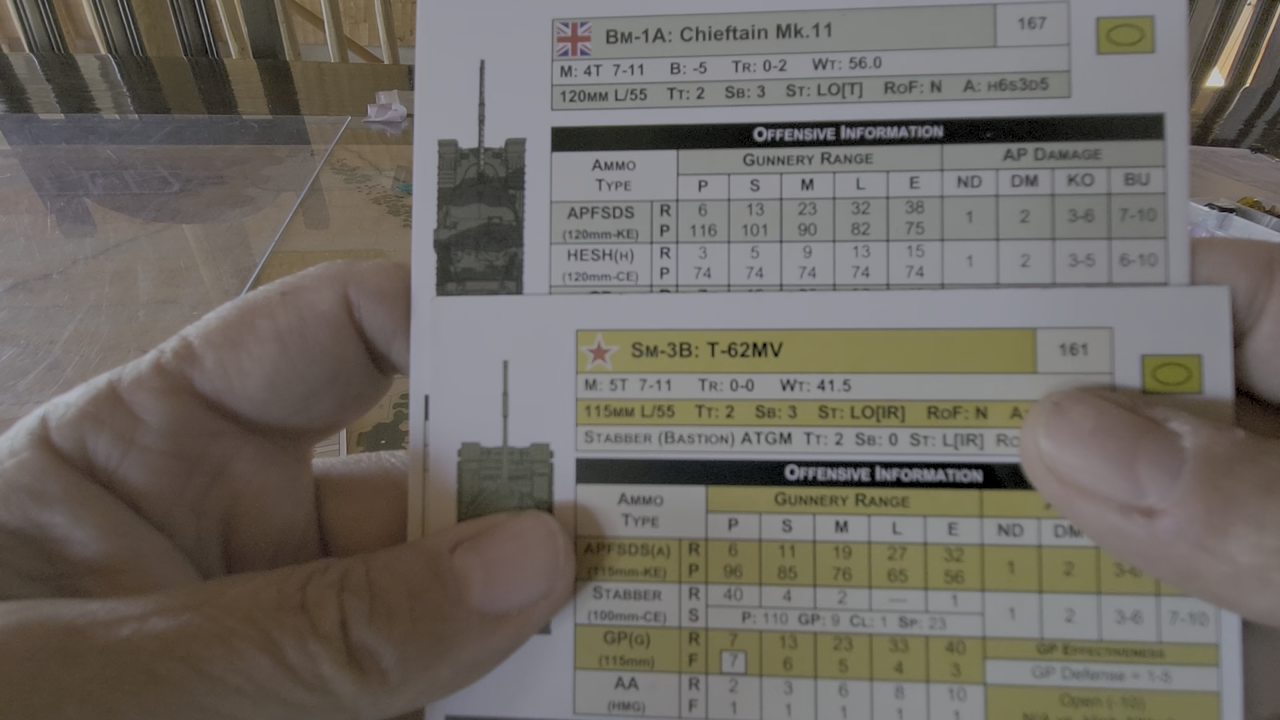 BM-1A: Chieftain Mk.11 167
M: 4T 7-11 B: -5 TR: 0-2 WT: 56.0
120MM L/55 TT: 2 SB: 3 ST: LO[T] ROF: N A: H6S3D5
OFFENSIVE INFORMATION
AMMO TYPE GUNNERY RANGE AP DAMAGE
P S M L E ND DM KO BU
APFSDS R 6 13 23 32 38 1 2 3-6 7-10
(120mm-KE) P 116 101 90 82 75
HESH(H) R 3 5 9 13 15 1 2 3-5 6-10
(120mm-CE) P 74 74 74 74 74
SM-3B: T-62MV 161
M: 5T 7-11 TR: 0-0 WT: 41.5
115MM L/55 TT: 2 SB: 3 ST: LO[IR] ROF: N A:
STABBER (BASTION) ATGM TT: 2 SB: 0 ST: L[IR]
OFFENSIVE INFORMATION
AMMO TYPE GUNNERY RANGE
P S M L E ND DM
APFSDS(A) R 6 11 19 27 32 1 2
(115mm-KE) P 96 85 76 65 56
STABBER R 40 4 2 — 1 1 2 3-6 7-10
(100mm-CE) S P: 110 GP: 9 CL: 1 SP: 23
GP(G) R 7 13 23 33 40 GP EFFECTIVENESS
(115mm) F 7 6 5 4 3 GP Defense = 1-5
AA R 2 3 6 8 10 Open (-10)
(HMG) F 1 1 1 1 1